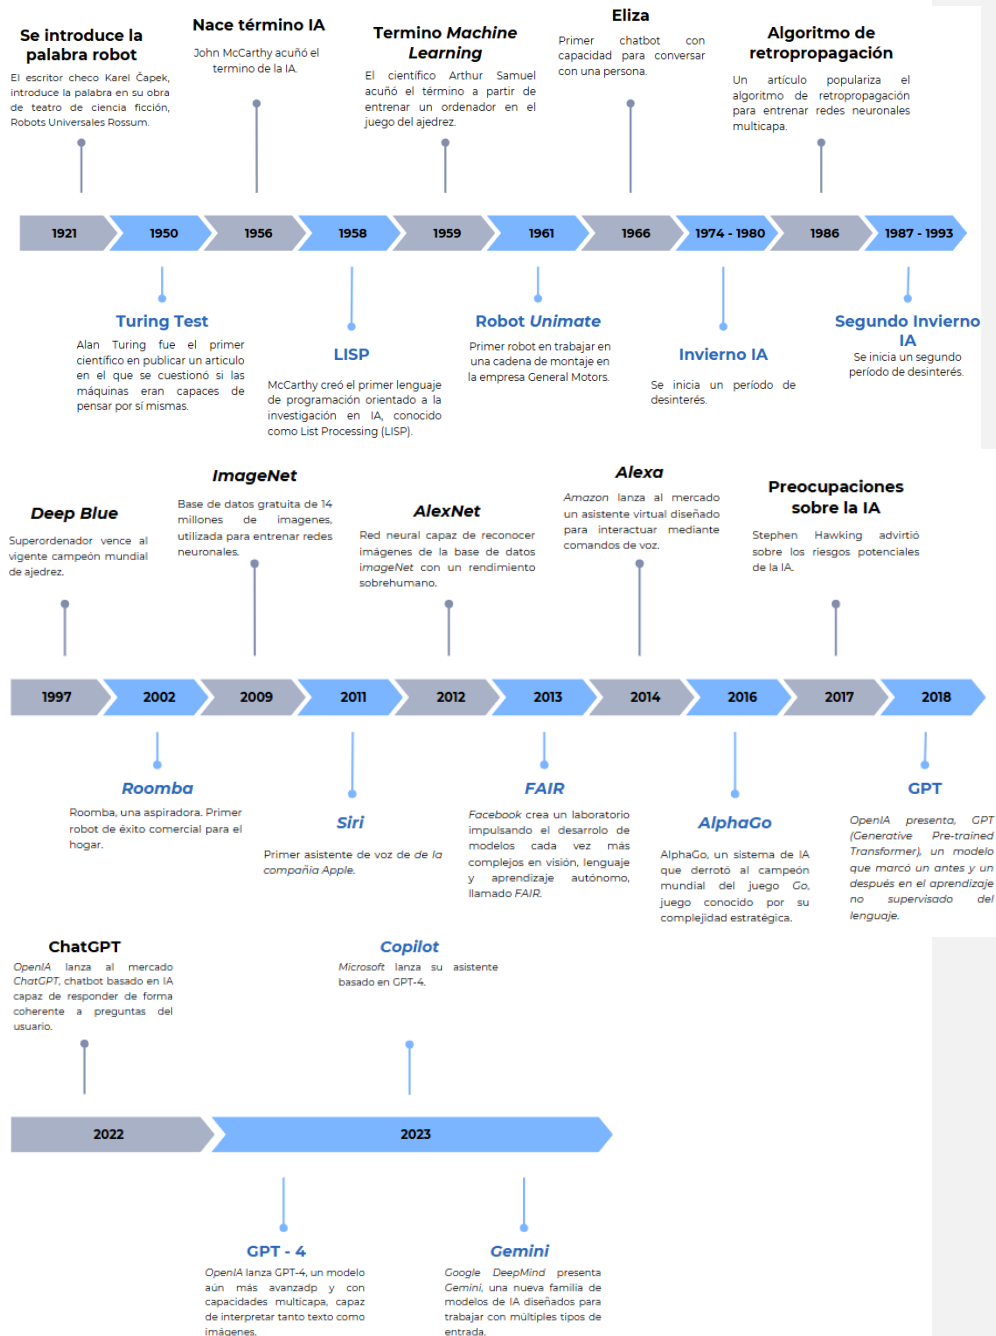 Se introduce la
palabra robot
El escritor checo Karel Čapek,
introduce la palabra en su obra
de teatro de ciencia ficción,
Robots Universales Rossum.
Nace término IA
John McCarthy acuñó el
termino de la IA.
Termino Machine
Learning
El científico Arthur Samuel
acuñó el término a partir de
entrenar un ordenador en el
juego del ajedrez.
Eliza
Primer chatbot con
capacidad para conversar
con una persona.
Algoritmo de
retropropagación
Un artículo populariza el
algoritmo de retropropagación
para entrenar redes neuronales
multicapa.
1921
1950
1956
1958
1959
1961
1966
1974 - 1980
1986
1987 - 1993
Turing Test
Alan Turing fue el primer
científico en publicar un articulo
en el que se cuestionó si las
máquinas eran capaces de
pensar por sí mismas.
LISP
McCarthy creó el primer lenguaje
de programación orientado a la
investigación en IA, conocido
como List Processing (LISP).
Robot Unimate
Primer robot en trabajar en
una cadena de montaje en
la empresa General Motors.
Invierno IA
Se inicia un período de
desinterés.
Segundo Invierno
IA
Se inicia un segundo
período de desinterés.
Deep Blue
Superordenador vence al
vigente campeón mundial
de ajedrez.
ImageNet
Base de datos gratuita de 14
millones de imagenes,
utilizada para entrenar redes
neuronales.
AlexNet
Red neural capaz de reconocer
imágenes de la base de datos
imageNet con un rendimiento
sobrehumano.
Alexa
Amazon lanza al mercado
un asistente virtual diseñado
para interactuar mediante
comandos de voz.
Preocupaciones
sobre la IA
Stephen Hawking advirtió
sobre los riesgos potenciales
de la IA.
1997
2002
2009
2011
2012
2013
2014
2016
2017
2018
Roomba
Roomba, una aspiradora. Primer
robot de éxito comercial para el
hogar.
Siri
Primer asistente de voz de de la
compañia Apple.
FAIR
Facebook crea un laboratorio
impulsando el desarrolo de
modelos cada vez más
complejos en visión, lenguaje
y aprendizaje autónomo,
llamado FAIR.
AlphaGo
AlphaGo, un sistema de IA
que derrotó al campeón
mundial del juego Go,
juego conocido por su
complejidad estratégica.
GPT
OpenIA presenta, GPT
(Generative Pre-trained
Transformer), un modelo
que marcó un antes y un
después en el aprendizaje
no supervisado del
lenguaje.
ChatGPT
OpenIA lanza al mercado
ChatGPT, chatbot basado en IA
capaz de responder de forma
coherente a preguntas del
usuario.
Copilot
Microsoft lanza su asistente
basado en GPT-4.
2022
2023
GPT - 4
OpenIA lanza GPT-4, un modelo
aún más avanzadp y con
capacidades multicapa, capaz
de interpretar tanto texto como
imágenes.
Gemini
Google DeepMind presenta
Gemini, una nueva familia de
modelos de IA diseñados para
trabajar con múltiples tipos de
entrada.